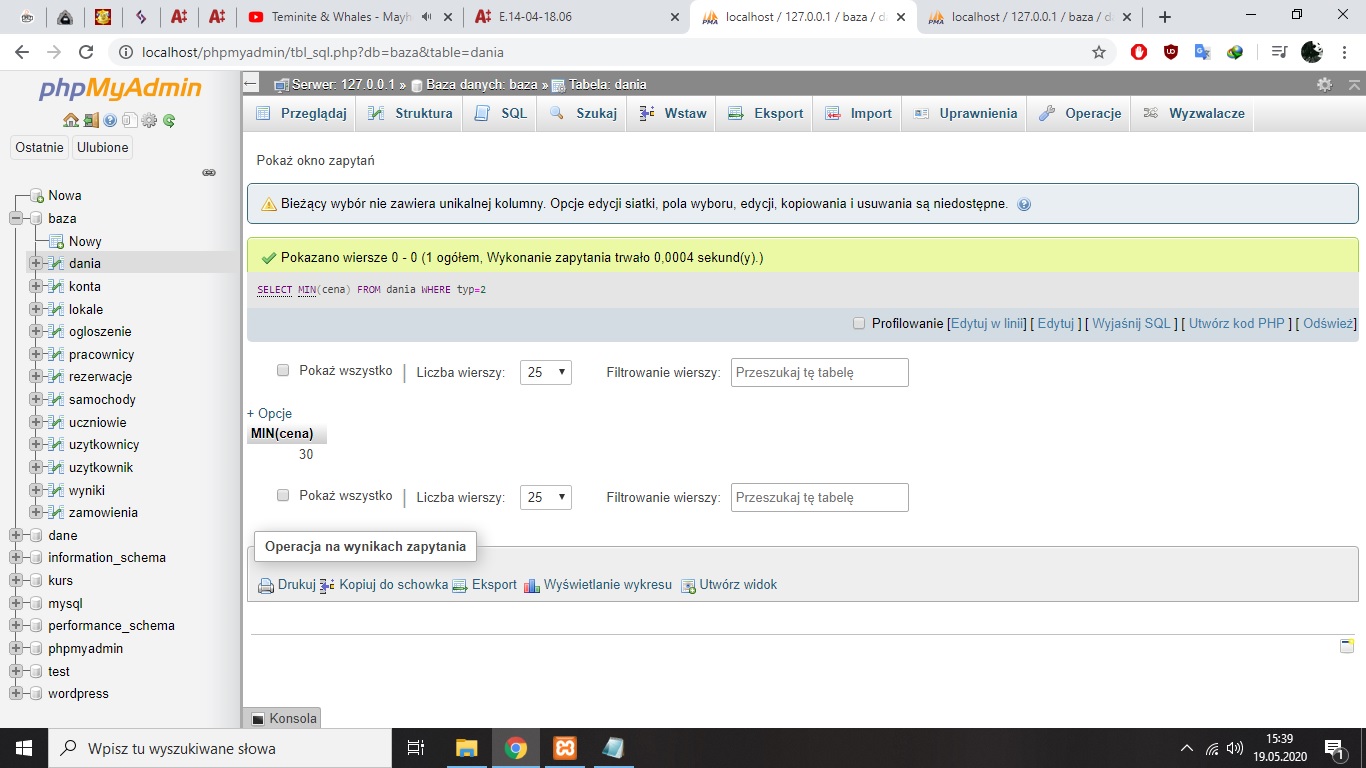 Teminite & Whales - Mayh
E.14-04-18.06
localhost / 127.0.0.1 / baza / da
localhost / 127.0.0.1 / baza / da
localhost/phpmyadmin/tbl_sql.php?db=baza&table=dania
phpMyAdmin
Ostatnie Ulubione
Nowa
baza
Nowy
dania
konta
lokale
ogloszenie
pracownicy
rezerwacje
samochody
uczniowie
uzytkownicy
uzytkownik
wyniki
zamowienia
dane
information_schema
kurs
mysql
performance_schema
phpmyadmin
test
wordpress
Serwer: 127.0.0.1 » Baza danych: baza » Tabela: dania
Przeglądaj Struktura SQL Szukaj Wstaw Eksport Import Uprawnienia Operacje Wyzwalacze
Pokaż okno zapytań
Bieżący wybór nie zawiera unikalnej kolumny. Opcje edycji siatki, pola wyboru, edycji, kopiowania i usuwania są niedostępne.
Pokazano wiersze 0 - 0 (1 ogółem, Wykonanie zapytania trwało 0,0004 sekund(y).)
SELECT MIN(cena) FROM dania WHERE typ=2
Profilowanie [Edytuj w linii] [ Edytuj ] [ Wyjaśnij SQL ] [ Utwórz kod PHP ] [ Odśwież]
Pokaż wszystko | Liczba wierszy: 25 Filtrowanie wierszy: Przeszukaj tę tabelę
+ Opcje
MIN(cena)
30
Pokaż wszystko | Liczba wierszy: 25 Filtrowanie wierszy: Przeszukaj tę tabelę
Operacja na wynikach zapytania
Drukuj Kopiuj do schowka Eksport Wyświetlanie wykresu Utwórz widok
Konsola
Wpisz tu wyszukiwane słowa
15:39
19.05.2020
1